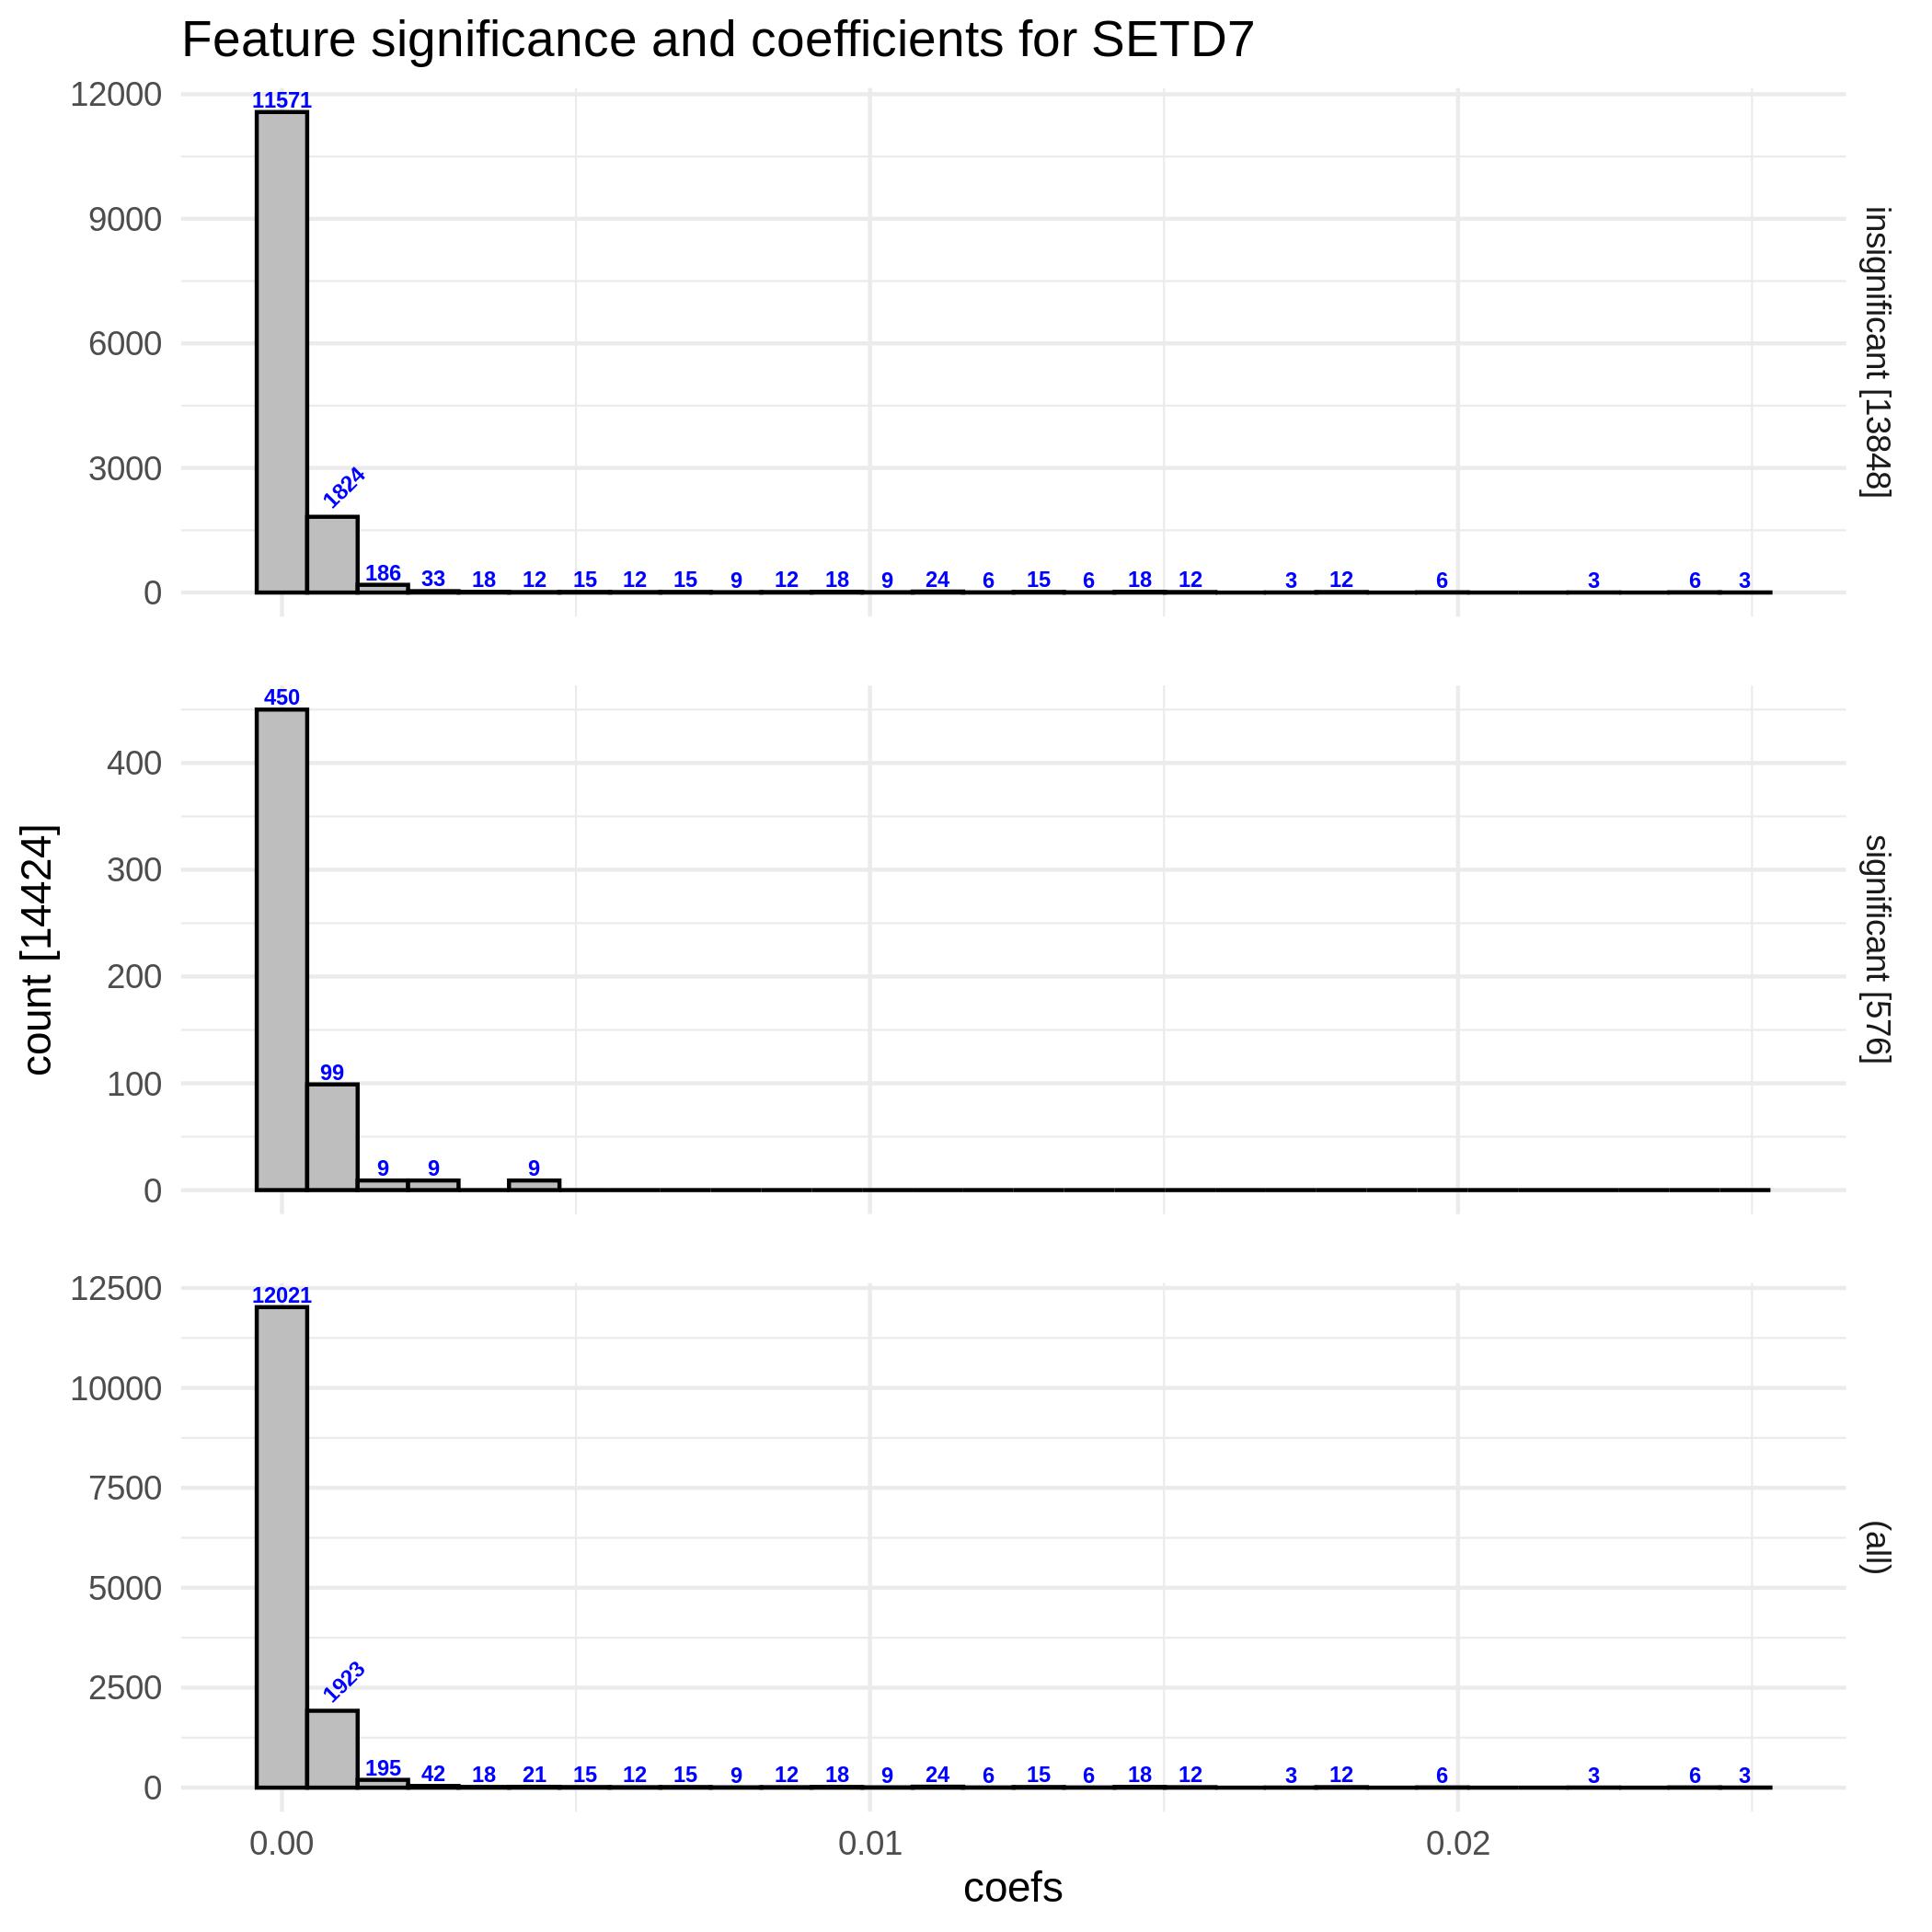 Feature significance and coefficients for SETD7
12000
9000
6000
3000
0
11571
1824
186 33 18 12 15 12 15 9 12 18 9 24 6 15 6 18 12 3 12 6 3 6 3
insignificant [13848]
count [14424]
400
300
200
100
0
450
99
9 9 9
significant [576]
12500
10000
7500
5000
2500
0
12021
1923
195 42 18 21 15 12 15 9 12 18 9 24 6 15 6 18 12 3 12 6 3 6 3
(all)
0.00 0.01 0.02
coefs